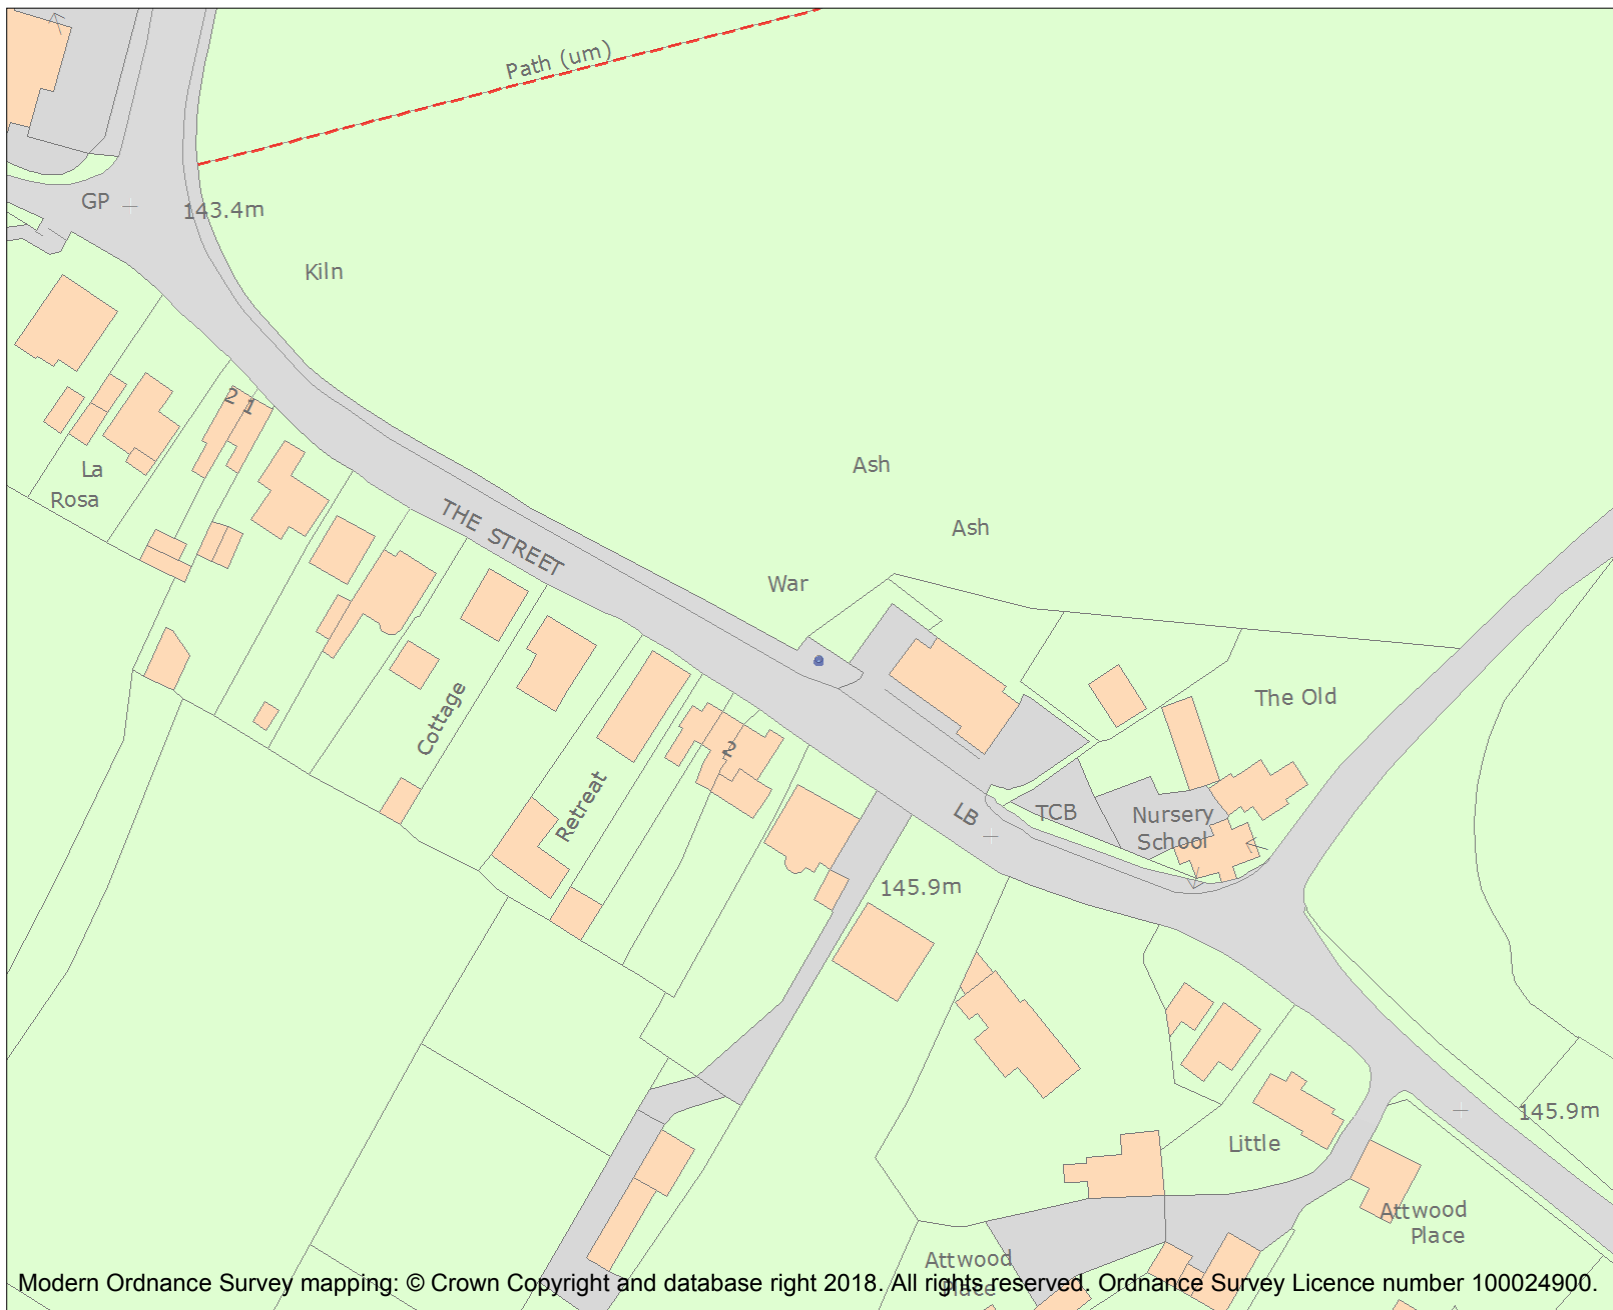 Path (um)
GP
143.4m
Kiln
2 1
La
Rosa
Ash
THE STREET
Ash
War
The Old
Cottage
2
Retreat
LB
TCB
Nursery
School
145.9m
145.9m
Little
Attwood
Place
Attwood
Place
Modern Ordnance Survey mapping: © Crown Copyright and database right 2018. All rights reserved. Ordnance Survey Licence number 100024900.